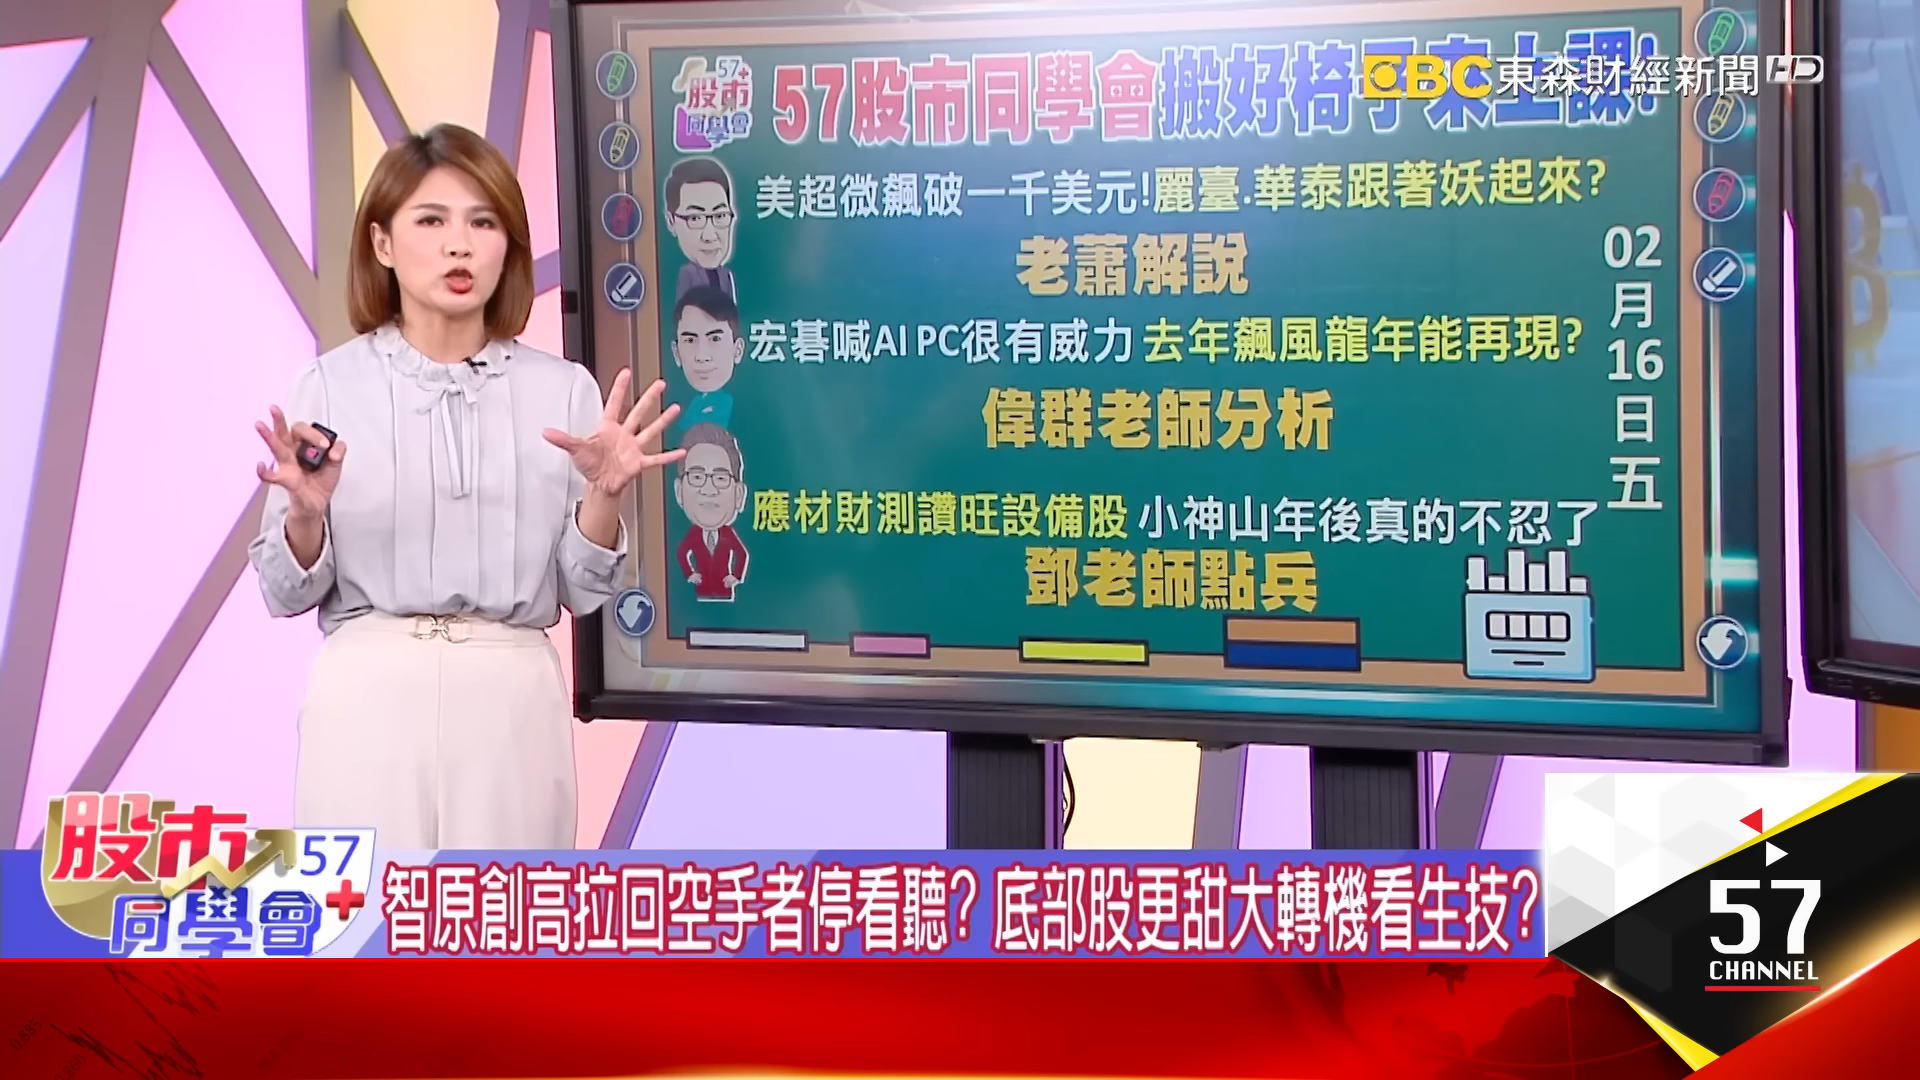 57+
股市
同學會
57股市同學會搬好椅子來上課!
EBC東森財經新聞HD
美超微飆破一千美元!麗臺.華泰跟著妖起來?
老蕭解說
宏碁喊AI PC很有威力 去年飆風龍年能再現?
偉群老師分析
應材財測讚旺設備股 小神山年後真的不忍了
鄧老師點兵
02
月
16
日
五
股市57
同學會+
智原創高拉回空手者停看聽? 底部股更甜大轉機看生技?
57
CHANNEL